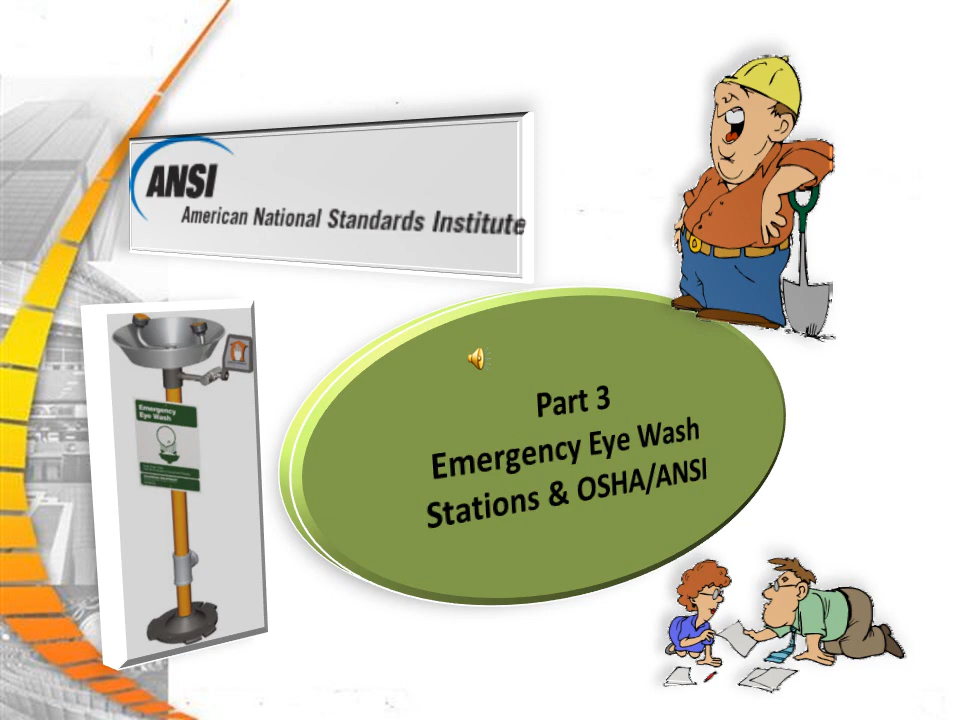 ANSI
American National Standards Institute
Emergency
Eye Wash
Part 3
Emergency Eye Wash
Stations & OSHA/ANSI